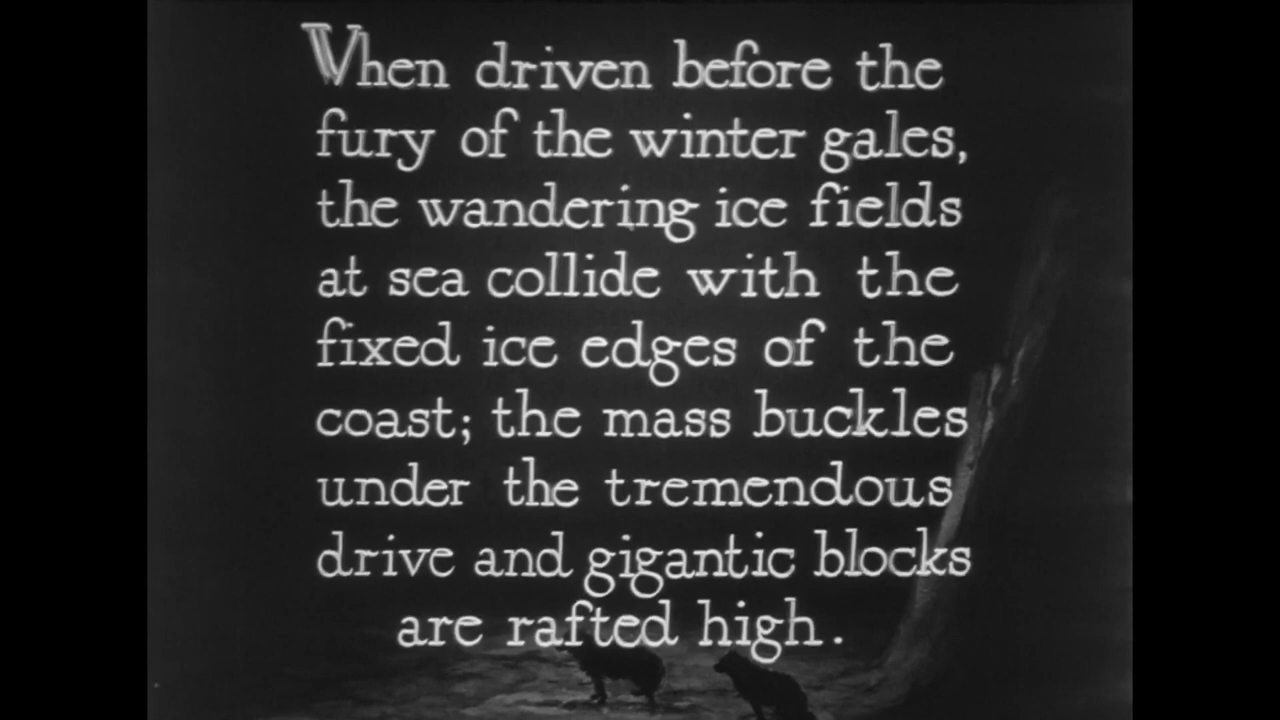 When driven before the
fury of the winter gales,
the wandering ice fields
at sea collide with the
fixed ice edges of the
coast; the mass buckles
under the tremendous
drive and gigantic blocks
are rafted high.